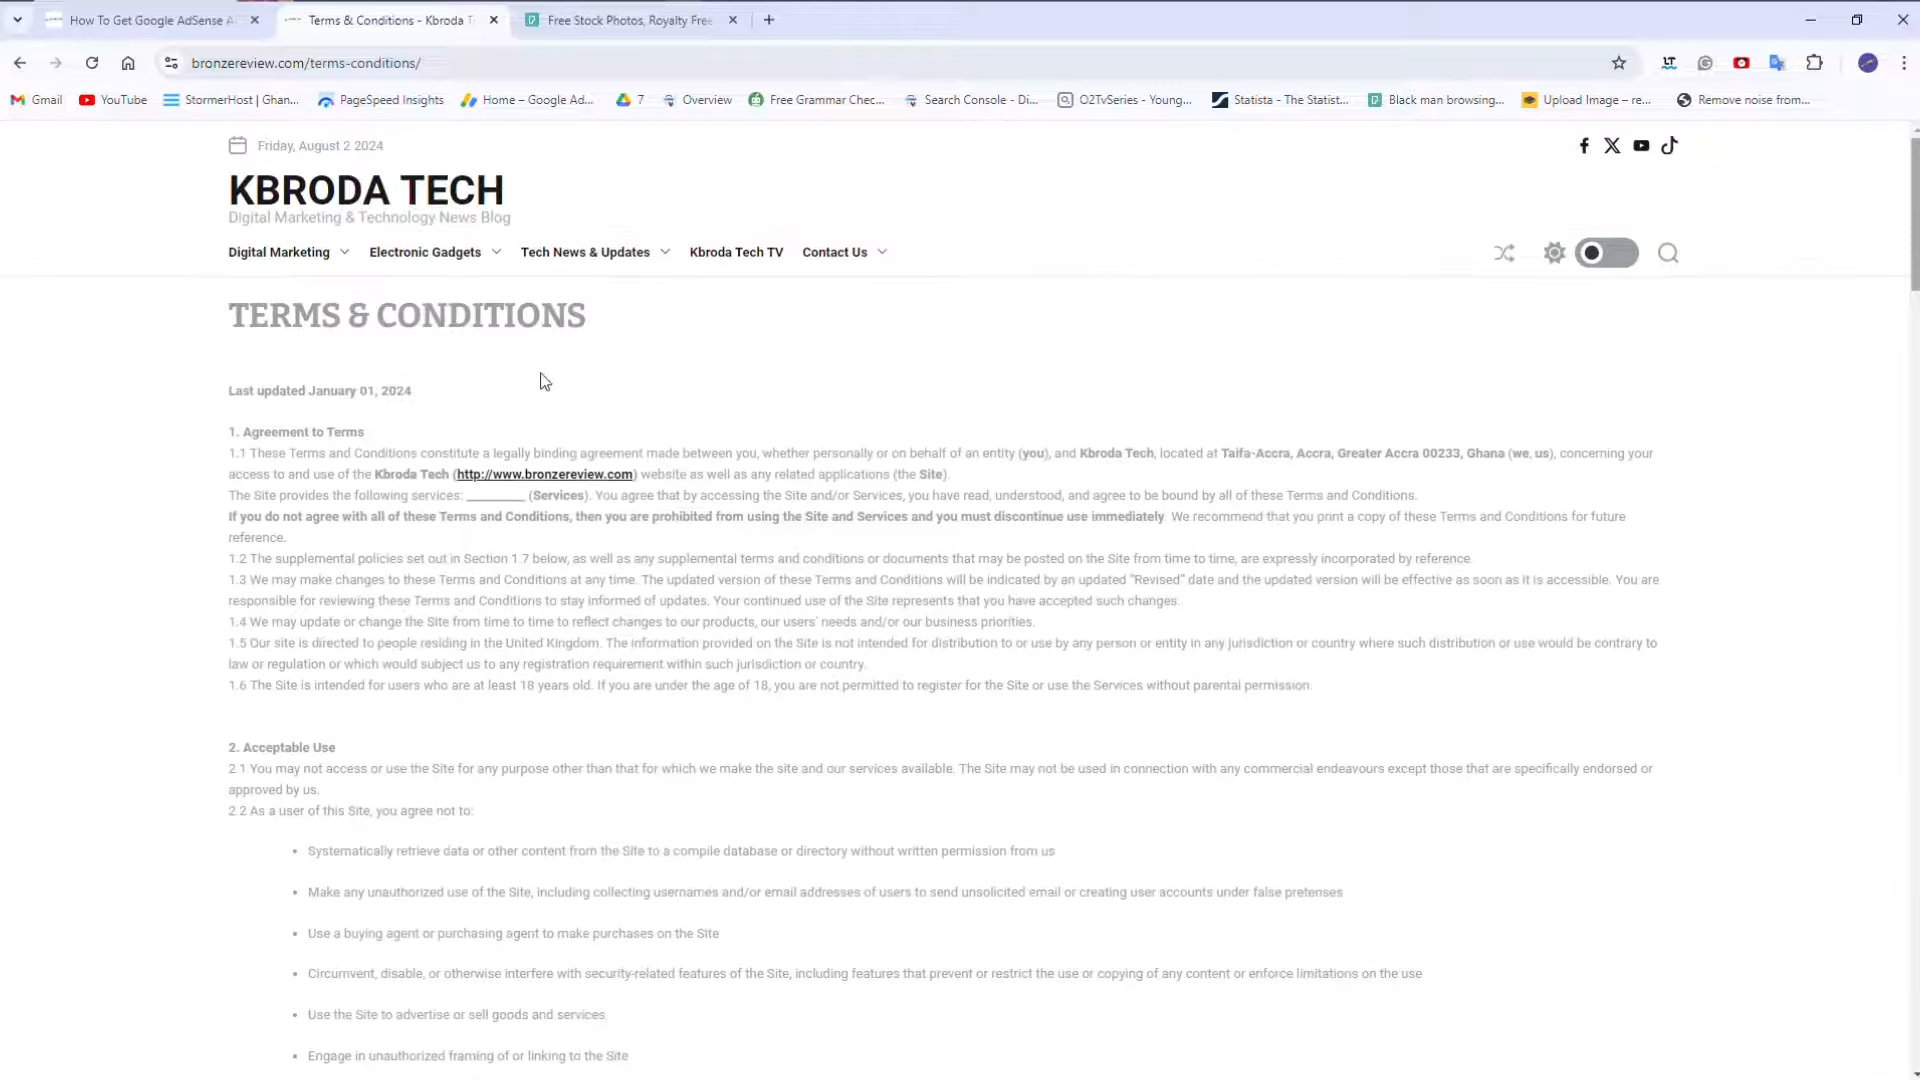 How To Get Google AdSense A
Terms & Conditions - Kbroda T
Free Stock Photos, Royalty Free
bronzereview.com/terms-conditions/
Gmail
YouTube
StormerHost | Ghan...
PageSpeed Insights
Home – Google Ad...
7
Overview
Free Grammar Chec...
Search Console - Di...
O2TvSeries - Young...
Statista - The Statist...
Black man browsing...
Upload Image – re...
Remove noise from...
Friday, August 2 2024
KBRODA TECH
Digital Marketing & Technology News Blog
Digital Marketing
Electronic Gadgets
Tech News & Updates
Kbroda Tech TV
Contact Us
TERMS & CONDITIONS
Last updated January 01, 2024
1. Agreement to Terms
1.1 These Terms and Conditions constitute a legally binding agreement made between you, whether personally or on behalf of an entity (you), and Kbroda Tech, located at Taifa-Accra, Accra, Greater Accra 00233, Ghana (we, us), concerning your
access to and use of the Kbroda Tech (http://www.bronzereview.com) website as well as any related applications (the Site).
The Site provides the following services: ________ (Services). You agree that by accessing the Site and/or Services, you have read, understood, and agree to be bound by all of these Terms and Conditions.
If you do not agree with all of these Terms and Conditions, then you are prohibited from using the Site and Services and you must discontinue use immediately. We recommend that you print a copy of these Terms and Conditions for future
reference.
1.2 The supplemental policies set out in Section 1.7 below, as well as any supplemental terms and conditions or documents that may be posted on the Site from time to time, are expressly incorporated by reference.
1.3 We may make changes to these Terms and Conditions at any time. The updated version of these Terms and Conditions will be indicated by an updated “Revised” date and the updated version will be effective as soon as it is accessible. You are
responsible for reviewing these Terms and Conditions to stay informed of updates. Your continued use of the Site represents that you have accepted such changes.
1.4 We may update or change the Site from time to time to reflect changes to our products, our users’ needs and/or our business priorities.
1.5 Our site is directed to people residing in the United Kingdom. The information provided on the Site is not intended for distribution to or use by any person or entity in any jurisdiction or country where such distribution or use would be contrary to
law or regulation or which would subject us to any registration requirement within such jurisdiction or country.
1.6 The Site is intended for users who are at least 18 years old. If you are under the age of 18, you are not permitted to register for the Site or use the Services without parental permission.
2. Acceptable Use
2.1 You may not access or use the Site for any purpose other than that for which we make the site and our services available. The Site may not be used in connection with any commercial endeavours except those that are specifically endorsed or
approved by us.
2.2 As a user of this Site, you agree not to:
• Systematically retrieve data or other content from the Site to a compile database or directory without written permission from us
• Make any unauthorized use of the Site, including collecting usernames and/or email addresses of users to send unsolicited email or creating user accounts under false pretenses
• Use a buying agent or purchasing agent to make purchases on the Site
• Circumvent, disable, or otherwise interfere with security-related features of the Site, including features that prevent or restrict the use or copying of any content or enforce limitations on the use
• Use the Site to advertise or sell goods and services
• Engage in unauthorized framing of or linking to the Site